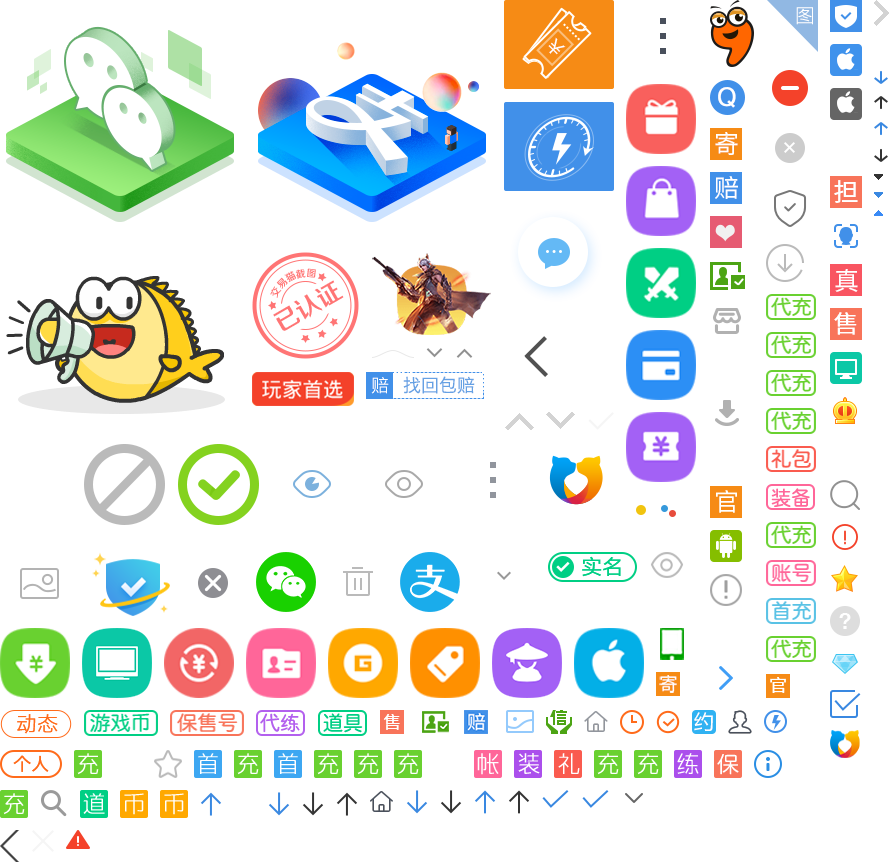 图
Q
寄
赔
担
真
售
交易猫截图
已认证
玩家首选
赔 找回包赔
代充
代充
代充
代充
礼包
装备
代充
账号
首充
代充
官
支
实名
寄
官
动态
游戏币
保售号
代练
道具
售
赔
信
约
个人
充
首
充
首
充
充
充
帐
装
礼
充
充
练
保
充
道
币
币